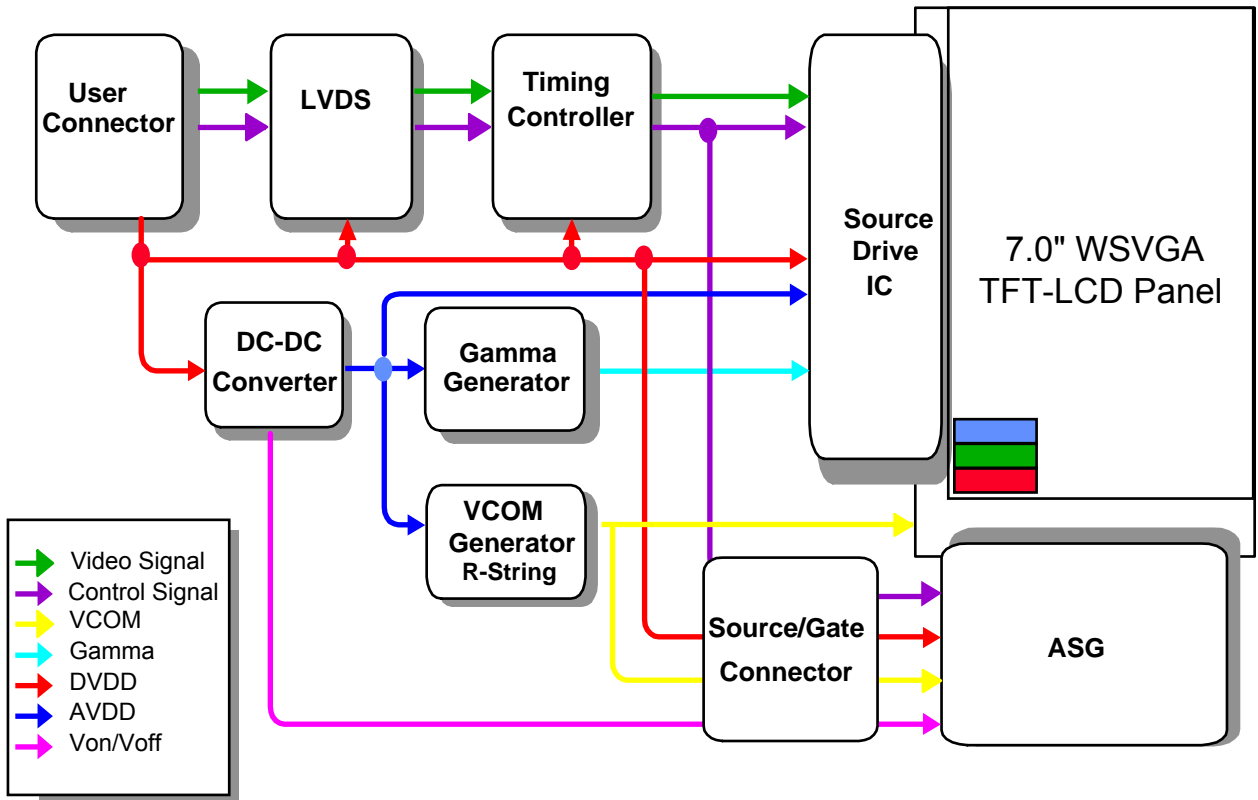 User
Connector
LVDS
Timing
Controller
Source
Drive
IC
7.0" WSVGA
TFT-LCD Panel
DC-DC
Converter
Gamma
Generator
VCOM
Generator
R-String
Source/Gate
Connector
ASG
Video Signal
Control Signal
VCOM
Gamma
DVDD
AVDD
Von/Voff